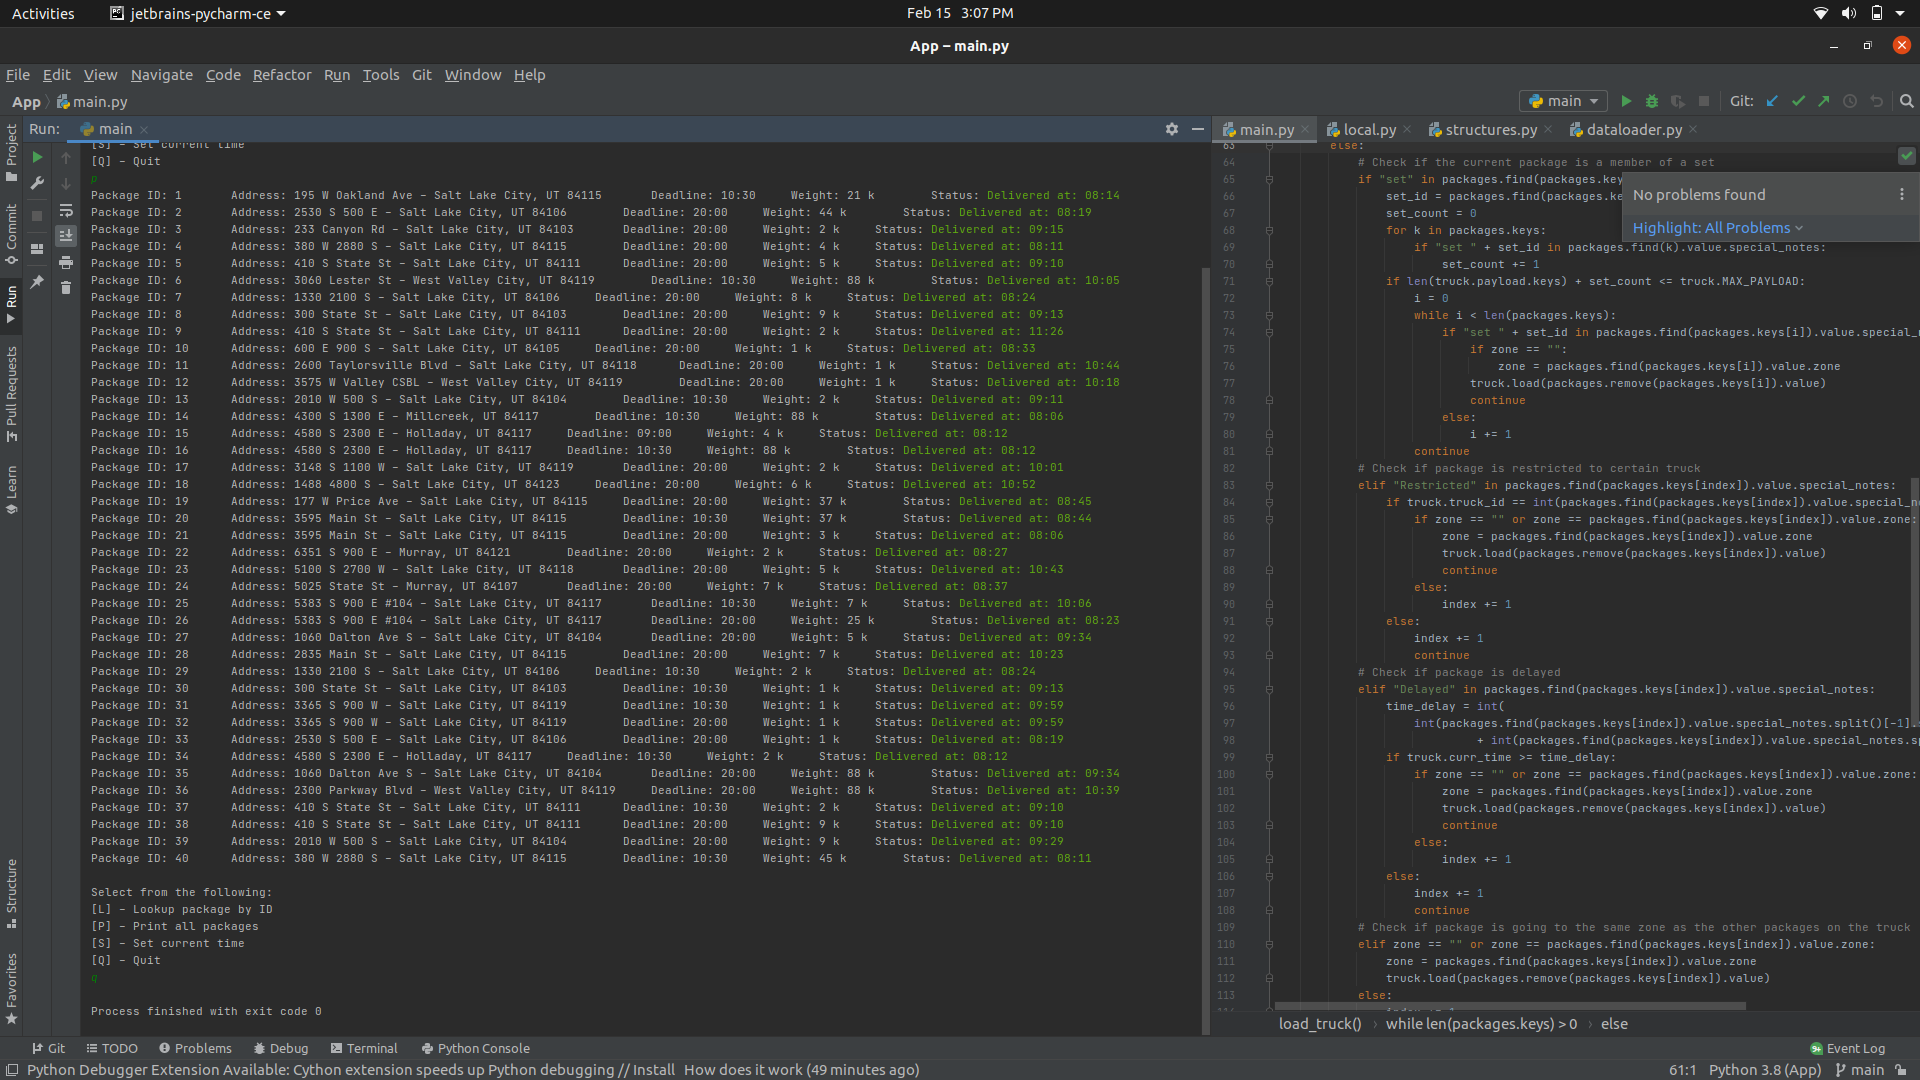 Activities jetbrains-pycharm-ce Feb 15 3:07 PM
App – main.py
File Edit View Navigate Code Refactor Run Tools Git Window Help
App main.py main Git:
Run: main
main.py local.py structures.py dataloader.py
Project
Commit
Run
Pull Requests
Learn
Structure
Favorites
[S] - Set current time
[Q] - Quit
p
Package ID: 1 Address: 195 W Oakland Ave - Salt Lake City, UT 84115 Deadline: 10:30 Weight: 21 k Status: Delivered at: 08:14
Package ID: 2 Address: 2530 S 500 E - Salt Lake City, UT 84106 Deadline: 20:00 Weight: 44 k Status: Delivered at: 08:19
Package ID: 3 Address: 233 Canyon Rd - Salt Lake City, UT 84103 Deadline: 20:00 Weight: 2 k Status: Delivered at: 09:15
Package ID: 4 Address: 380 W 2880 S - Salt Lake City, UT 84115 Deadline: 20:00 Weight: 4 k Status: Delivered at: 08:11
Package ID: 5 Address: 410 S State St - Salt Lake City, UT 84111 Deadline: 20:00 Weight: 5 k Status: Delivered at: 09:10
Package ID: 6 Address: 3060 Lester St - West Valley City, UT 84119 Deadline: 10:30 Weight: 88 k Status: Delivered at: 10:05
Package ID: 7 Address: 1330 2100 S - Salt Lake City, UT 84106 Deadline: 20:00 Weight: 8 k Status: Delivered at: 08:24
Package ID: 8 Address: 300 State St - Salt Lake City, UT 84103 Deadline: 20:00 Weight: 9 k Status: Delivered at: 09:13
Package ID: 9 Address: 410 S State St - Salt Lake City, UT 84111 Deadline: 20:00 Weight: 2 k Status: Delivered at: 11:26
Package ID: 10 Address: 600 E 900 S - Salt Lake City, UT 84105 Deadline: 20:00 Weight: 1 k Status: Delivered at: 08:33
Package ID: 11 Address: 2600 Taylorsville Blvd - Salt Lake City, UT 84118 Deadline: 20:00 Weight: 1 k Status: Delivered at: 10:44
Package ID: 12 Address: 3575 W Valley CSBL - West Valley City, UT 84119 Deadline: 20:00 Weight: 1 k Status: Delivered at: 10:18
Package ID: 13 Address: 2010 W 500 S - Salt Lake City, UT 84104 Deadline: 10:30 Weight: 2 k Status: Delivered at: 09:11
Package ID: 14 Address: 4300 S 1300 E - Millcreek, UT 84117 Deadline: 10:30 Weight: 88 k Status: Delivered at: 08:06
Package ID: 15 Address: 4580 S 2300 E - Holladay, UT 84117 Deadline: 09:00 Weight: 4 k Status: Delivered at: 08:12
Package ID: 16 Address: 4580 S 2300 E - Holladay, UT 84117 Deadline: 10:30 Weight: 88 k Status: Delivered at: 08:12
Package ID: 17 Address: 3148 S 1100 W - Salt Lake City, UT 84119 Deadline: 20:00 Weight: 2 k Status: Delivered at: 10:01
Package ID: 18 Address: 1488 4800 S - Salt Lake City, UT 84123 Deadline: 20:00 Weight: 6 k Status: Delivered at: 10:52
Package ID: 19 Address: 177 W Price Ave - Salt Lake City, UT 84115 Deadline: 20:00 Weight: 37 k Status: Delivered at: 08:45
Package ID: 20 Address: 3595 Main St - Salt Lake City, UT 84115 Deadline: 10:30 Weight: 37 k Status: Delivered at: 08:44
Package ID: 21 Address: 3595 Main St - Salt Lake City, UT 84115 Deadline: 20:00 Weight: 3 k Status: Delivered at: 08:06
Package ID: 22 Address: 6351 S 900 E - Murray, UT 84121 Deadline: 20:00 Weight: 2 k Status: Delivered at: 08:27
Package ID: 23 Address: 5100 S 2700 W - Salt Lake City, UT 84118 Deadline: 20:00 Weight: 5 k Status: Delivered at: 10:43
Package ID: 24 Address: 5025 State St - Murray, UT 84107 Deadline: 20:00 Weight: 7 k Status: Delivered at: 08:37
Package ID: 25 Address: 5383 S 900 E #104 - Salt Lake City, UT 84117 Deadline: 10:30 Weight: 7 k Status: Delivered at: 10:06
Package ID: 26 Address: 5383 S 900 E #104 - Salt Lake City, UT 84117 Deadline: 20:00 Weight: 25 k Status: Delivered at: 08:23
Package ID: 27 Address: 1060 Dalton Ave S - Salt Lake City, UT 84104 Deadline: 20:00 Weight: 5 k Status: Delivered at: 09:34
Package ID: 28 Address: 2835 Main St - Salt Lake City, UT 84115 Deadline: 20:00 Weight: 7 k Status: Delivered at: 10:23
Package ID: 29 Address: 1330 2100 S - Salt Lake City, UT 84106 Deadline: 10:30 Weight: 2 k Status: Delivered at: 08:24
Package ID: 30 Address: 300 State St - Salt Lake City, UT 84103 Deadline: 10:30 Weight: 1 k Status: Delivered at: 09:13
Package ID: 31 Address: 3365 S 900 W - Salt Lake City, UT 84119 Deadline: 10:30 Weight: 1 k Status: Delivered at: 09:59
Package ID: 32 Address: 3365 S 900 W - Salt Lake City, UT 84119 Deadline: 20:00 Weight: 1 k Status: Delivered at: 09:59
Package ID: 33 Address: 2530 S 500 E - Salt Lake City, UT 84106 Deadline: 20:00 Weight: 1 k Status: Delivered at: 08:19
Package ID: 34 Address: 4580 S 2300 E - Holladay, UT 84117 Deadline: 10:30 Weight: 2 k Status: Delivered at: 08:12
Package ID: 35 Address: 1060 Dalton Ave S - Salt Lake City, UT 84104 Deadline: 20:00 Weight: 88 k Status: Delivered at: 09:34
Package ID: 36 Address: 2300 Parkway Blvd - West Valley City, UT 84119 Deadline: 20:00 Weight: 88 k Status: Delivered at: 10:39
Package ID: 37 Address: 410 S State St - Salt Lake City, UT 84111 Deadline: 10:30 Weight: 2 k Status: Delivered at: 09:10
Package ID: 38 Address: 410 S State St - Salt Lake City, UT 84111 Deadline: 20:00 Weight: 9 k Status: Delivered at: 09:10
Package ID: 39 Address: 2010 W 500 S - Salt Lake City, UT 84104 Deadline: 20:00 Weight: 9 k Status: Delivered at: 09:29
Package ID: 40 Address: 380 W 2880 S - Salt Lake City, UT 84115 Deadline: 10:30 Weight: 45 k Status: Delivered at: 08:11
Select from the following:
[L] - Lookup package by ID
[P] - Print all packages
[S] - Set current time
[Q] - Quit
q
Process finished with exit code 0
63 else:
64 # Check if the current package is a member of a set
65 if "set" in packages.find(packages.key
66 set_id = packages.find(packages.ke
67 set_count = 0
68 for k in packages.keys:
69 if "set " + set_id in packages.find(k).value.special_notes:
70 set_count += 1
71 if len(truck.payload.keys) + set_count <= truck.MAX_PAYLOAD:
72 i = 0
73 while i < len(packages.keys):
74 if "set " + set_id in packages.find(packages.keys[i]).value.special_n
75 if zone == "":
76 zone = packages.find(packages.keys[i]).value.zone
77 truck.load(packages.remove(packages.keys[i]).value)
78 continue
79 else:
80 i += 1
81 continue
82 # Check if package is restricted to certain truck
83 elif "Restricted" in packages.find(packages.keys[index]).value.special_notes:
84 if truck.truck_id == int(packages.find(packages.keys[index]).value.special_no
85 if zone == "" or zone == packages.find(packages.keys[index]).value.zone:
86 zone = packages.find(packages.keys[index]).value.zone
87 truck.load(packages.remove(packages.keys[index]).value)
88 continue
89 else:
90 index += 1
91 else:
92 index += 1
93 continue
94 # Check if package is delayed
95 elif "Delayed" in packages.find(packages.keys[index]).value.special_notes:
96 time_delay = int(
97 int(packages.find(packages.keys[index]).value.special_notes.split()[-1].
98 + int(packages.find(packages.keys[index]).value.special_notes.sp
99 if truck.curr_time >= time_delay:
100 if zone == "" or zone == packages.find(packages.keys[index]).value.zone:
101 zone = packages.find(packages.keys[index]).value.zone
102 truck.load(packages.remove(packages.keys[index]).value)
103 continue
104 else:
105 index += 1
106 else:
107 index += 1
108 continue
109 # Check if package is going to the same zone as the other packages on the truck
110 elif zone == "" or zone == packages.find(packages.keys[index]).value.zone:
111 zone = packages.find(packages.keys[index]).value.zone
112 truck.load(packages.remove(packages.keys[index]).value)
113 else:
No problems found
Highlight: All Problems
load_truck() › while len(packages.keys) > 0 › else
Git TODO Problems Debug Terminal Python Console 9+ Event Log
Python Debugger Extension Available: Cython extension speeds up Python debugging // Install How does it work (49 minutes ago) 61:1 Python 3.8 (App) main